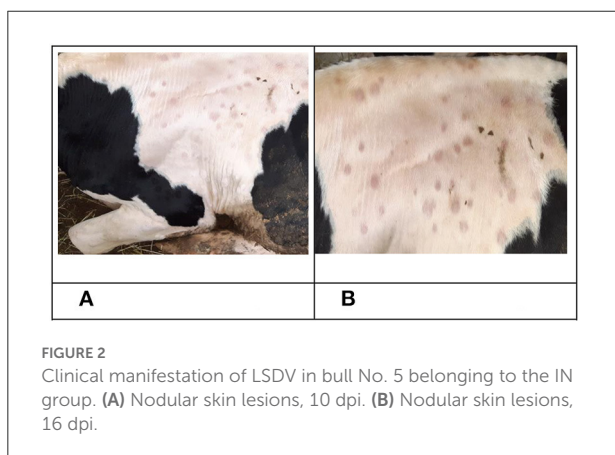 A
B
FIGURE 2
Clinical manifestation of LSDV in bull No. 5 belonging to the IN
group. (A) Nodular skin lesions, 10 dpi. (B) Nodular skin lesions,
16 dpi.